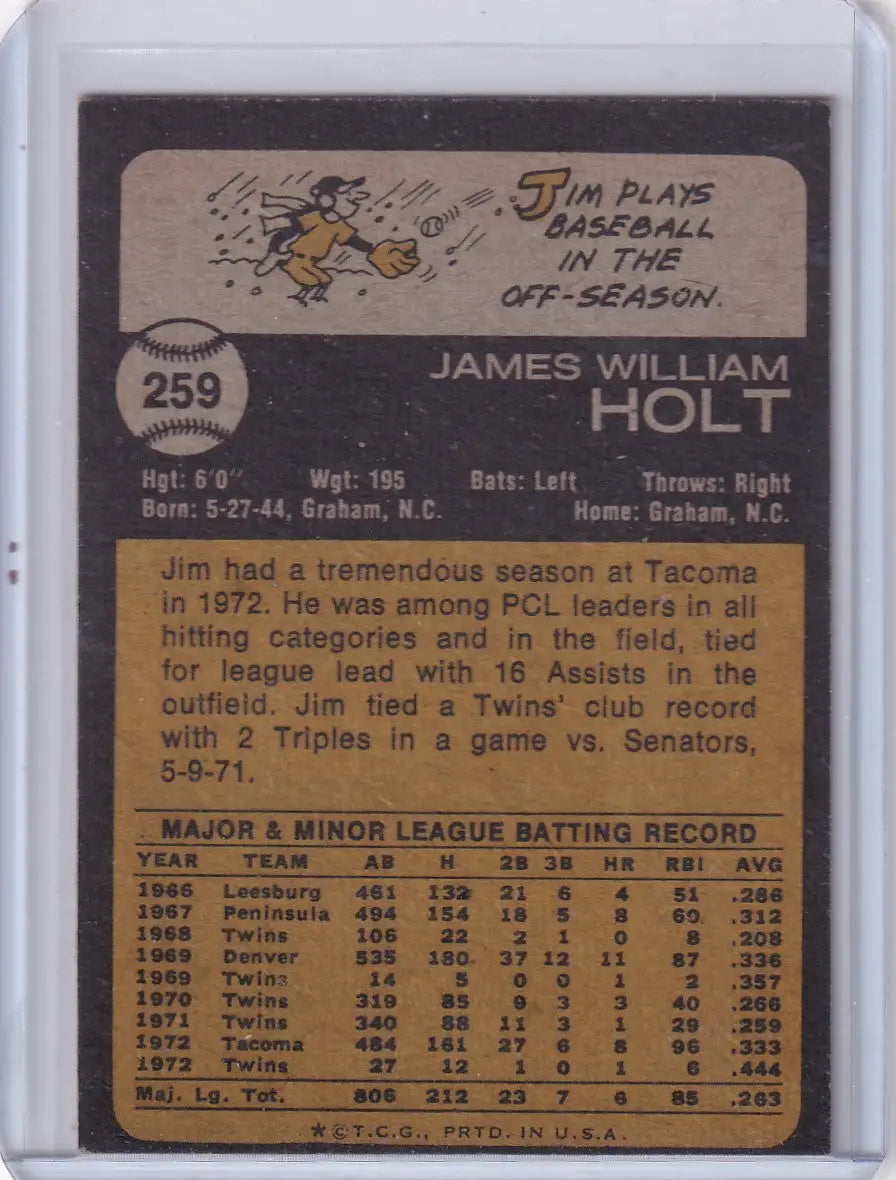 JIM PLAYS
BASEBALL
IN THE
OFF-SEASON.
259
JAMES WILLIAM
HOLT
Hgt: 6'0" Wgt: 195 Bats: Left Throws: Right
Born: 5-27-44, Graham, N.C. Home: Graham, N.C.
Jim had a tremendous season at Tacoma
in 1972. He was among PCL leaders in all
hitting categories and in the field, tied
for league lead with 16 Assists in the
outfield. Jim tied a Twins' club record
with 2 Triples in a game vs. Senators,
5-9-71.
MAJOR & MINOR LEAGUE BATTING RECORD
YEAR TEAM AB H 2B 3B HR RBI AVG
1966 Leesburg 461 132 21 6 4 51 .286
1967 Peninsula 494 154 18 5 8 60 .312
1968 Twins 106 22 2 1 0 8 .208
1969 Denver 535 180 37 12 11 87 .336
1969 Twins 14 5 0 0 1 2 .357
1970 Twins 319 85 9 3 3 40 .266
1971 Twins 340 88 11 3 1 29 .259
1972 Tacoma 484 161 27 6 8 96 .333
1972 Twins 27 12 1 0 1 6 .444
Maj. Lg. Tot. 806 212 23 7 6 85 .263
*© T.C.G., PRTD. IN U.S.A.